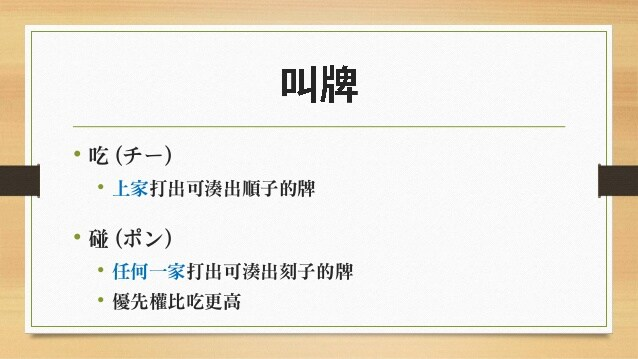 叫牌
• 吃 (チー)
• 上家打出可湊出順子的牌
• 碰 (ポン)
• 任何一家打出可湊出刻子的牌
• 優先權比吃更高